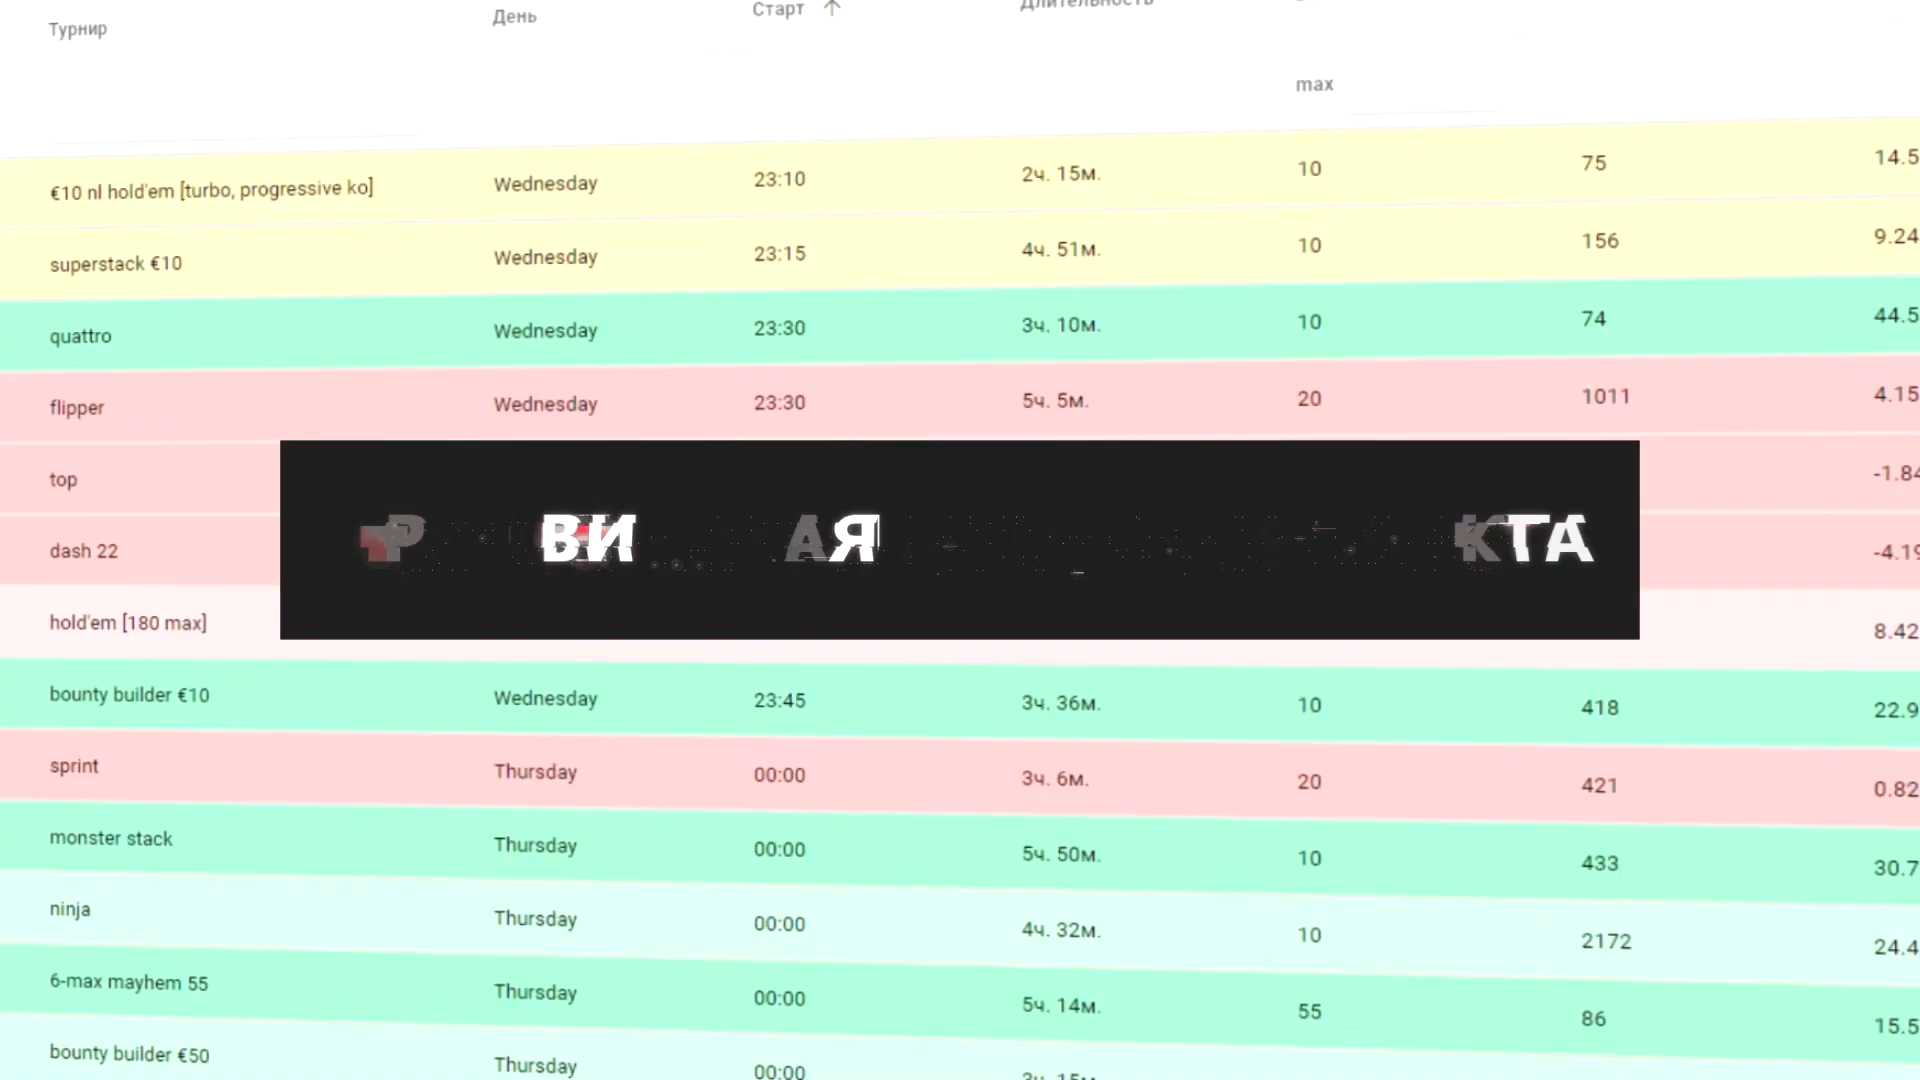 Турнир День Старт Длительность
max
€10 nl hold'em [turbo, progressive ko] Wednesday 23:10 2ч. 15м. 10 75 14.5
superstack €10 Wednesday 23:15 4ч. 51м. 10 156 9.24
quattro Wednesday 23:30 3ч. 10м. 10 74 44.5
flipper Wednesday 23:30 5ч. 5м. 20 1011 4.15
top -1.84
dash 22 -4.19
hold'em [180 max] 8.42
bounty builder €10 Wednesday 23:45 3ч. 36м. 10 418 22.9
sprint Thursday 00:00 3ч. 6м. 20 421 0.82
monster stack Thursday 00:00 5ч. 50м. 10 433 30.7
ninja Thursday 00:00 4ч. 32м. 10 2172 24.4
6-max mayhem 55 Thursday 00:00 5ч. 14м. 55 86 15.5
bounty builder €50 Thursday 00:00